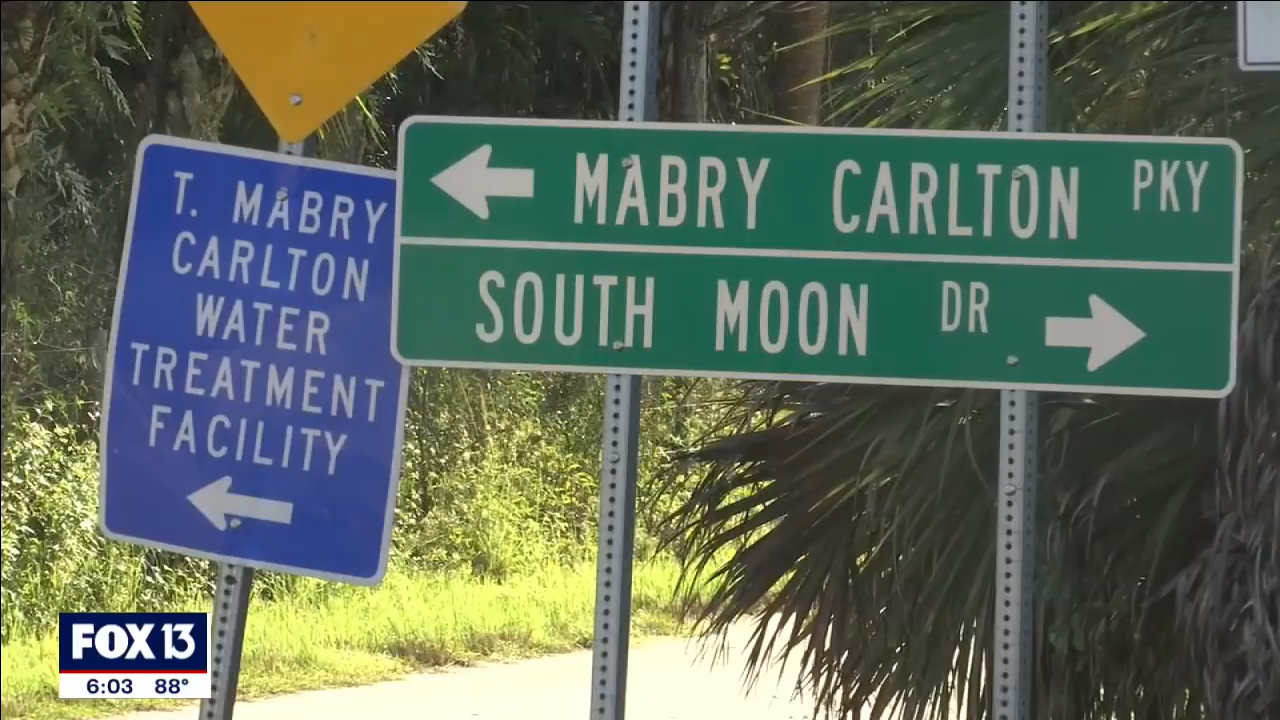 T. MABRY
CARLTON
WATER
TREATMENT
FACILITY
MABRY CARLTON PKY
SOUTH MOON DR
FOX 13
6:03 88°